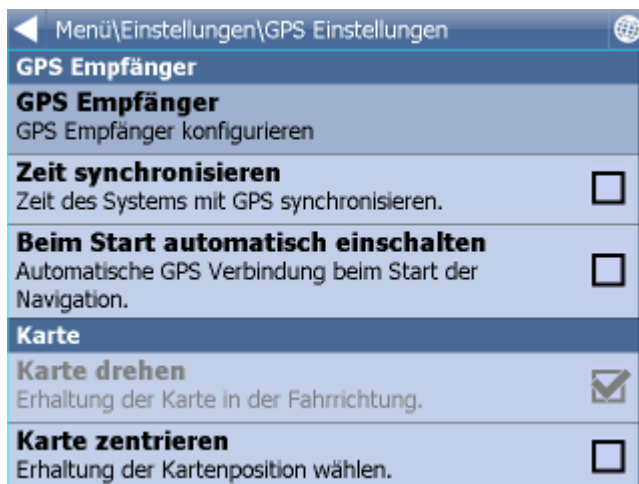 Menü\Einstellungen\GPS Einstellungen
GPS Empfänger
GPS Empfänger
GPS Empfänger konfigurieren
Zeit synchronisieren
Zeit des Systems mit GPS synchronisieren.
Beim Start automatisch einschalten
Automatische GPS Verbindung beim Start der
Navigation.
Karte
Karte drehen
Erhaltung der Karte in der Fahrrichtung.
Karte zentrieren
Erhaltung der Kartenposition wählen.